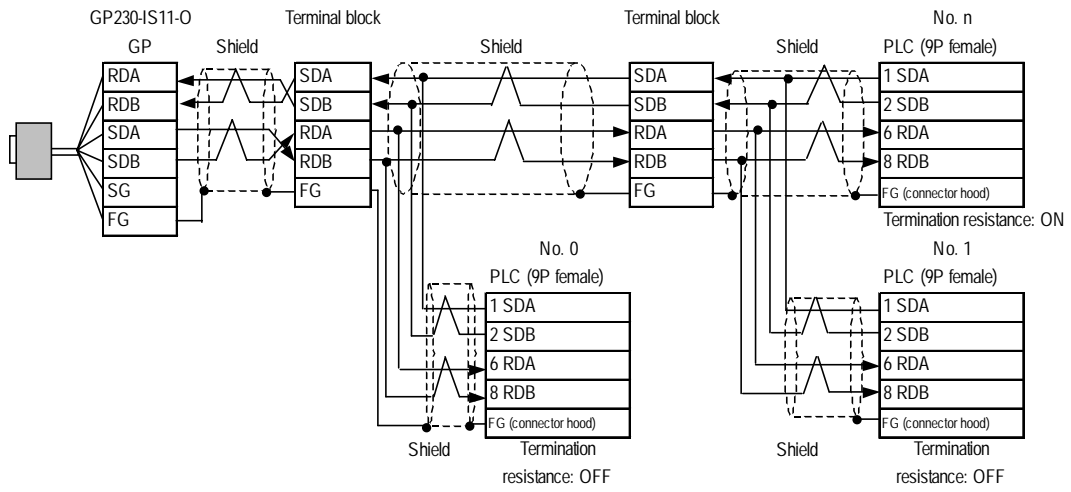 GP230-IS11-O
Terminal block
Terminal block
No. n
GP
Shield
Shield
Shield
PLC (9P female)
RDA
RDB
SDA
SDB
SG
FG
SDA
SDB
RDA
RDB
FG
SDA
SDB
RDA
RDB
FG
1 SDA
2 SDB
6 RDA
8 RDB
FG (connector hood)
Termination resistance: ON
No. 0
PLC (9P female)
1 SDA
2 SDB
6 RDA
8 RDB
FG (connector hood)
Shield
Termination
resistance: OFF
No. 1
PLC (9P female)
1 SDA
2 SDB
6 RDA
8 RDB
FG (connector hood)
Shield
Termination
resistance: OFF